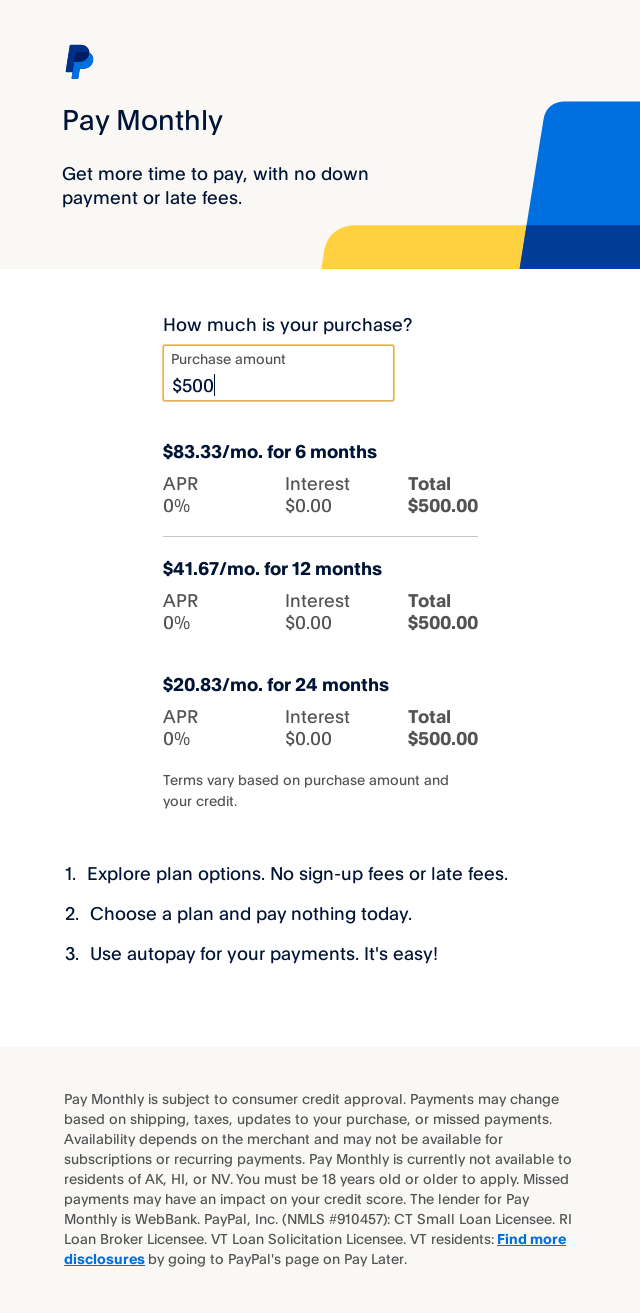 Pay Monthly
Get more time to pay, with no down
payment or late fees.
How much is your purchase?
Purchase amount
$500
$83.33/mo. for 6 months
APR Interest Total
0% $0.00 $500.00
$41.67/mo. for 12 months
APR Interest Total
0% $0.00 $500.00
$20.83/mo. for 24 months
APR Interest Total
0% $0.00 $500.00
Terms vary based on purchase amount and
your credit.
1. Explore plan options. No sign-up fees or late fees.
2. Choose a plan and pay nothing today.
3. Use autopay for your payments. It's easy!
Pay Monthly is subject to consumer credit approval. Payments may change
based on shipping, taxes, updates to your purchase, or missed payments.
Availability depends on the merchant and may not be available for
subscriptions or recurring payments. Pay Monthly is currently not available to
residents of AK, HI, or NV. You must be 18 years old or older to apply. Missed
payments may have an impact on your credit score. The lender for Pay
Monthly is WebBank. PayPal, Inc. (NMLS #910457): CT Small Loan Licensee. RI
Loan Broker Licensee. VT Loan Solicitation Licensee. VT residents: Find more
disclosures by going to PayPal's page on Pay Later.